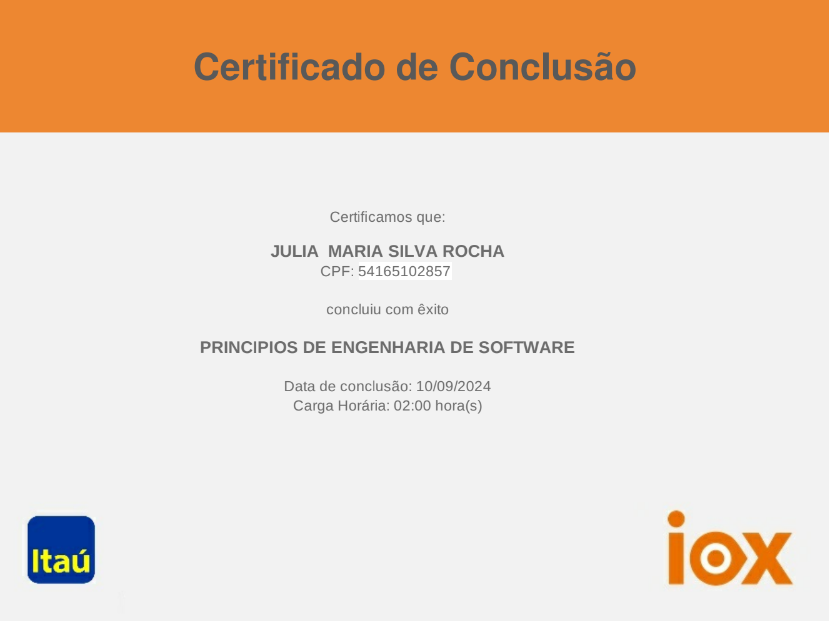 Certificado de Conclusão
Certificamos que:
JULIA  MARIA SILVA ROCHA
CPF: 54165102857
concluiu com êxito
PRINCIPIOS DE ENGENHARIA DE SOFTWARE
Data de conclusão: 10/09/2024
Carga Horária: 02:00 hora(s)
Itaú
iox